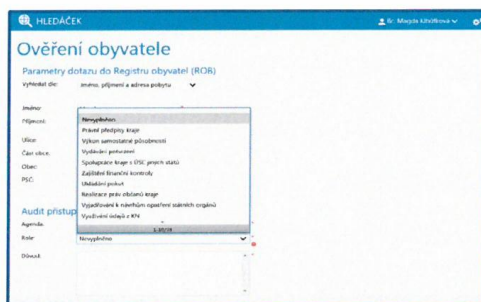 HLEDÁČEK
Bc. Magda
Ověření obyvatele
Parametry dotazu do Registru obyvatel (ROB)
Vyhledat dle: Jméno, příjmení a adresa pobytu
Jméno:
Příjmení:
Ulice:
Část obce:
Obec:
PSČ:
Nevyplněno
Právní předpisy kraje
Výkon samostatné působnosti
Vydávání potvrzení
Spolupráce kraje s ÚSC jiných států
Zajištění finanční kontroly
Ukládání pokut
Realizace práv občanů kraje
Vyjadřování k návrhům opatření státních orgánů
Využívání údajů z KN
Audit přístup
Agenda:
Role: Nevyplněno
Důvod: